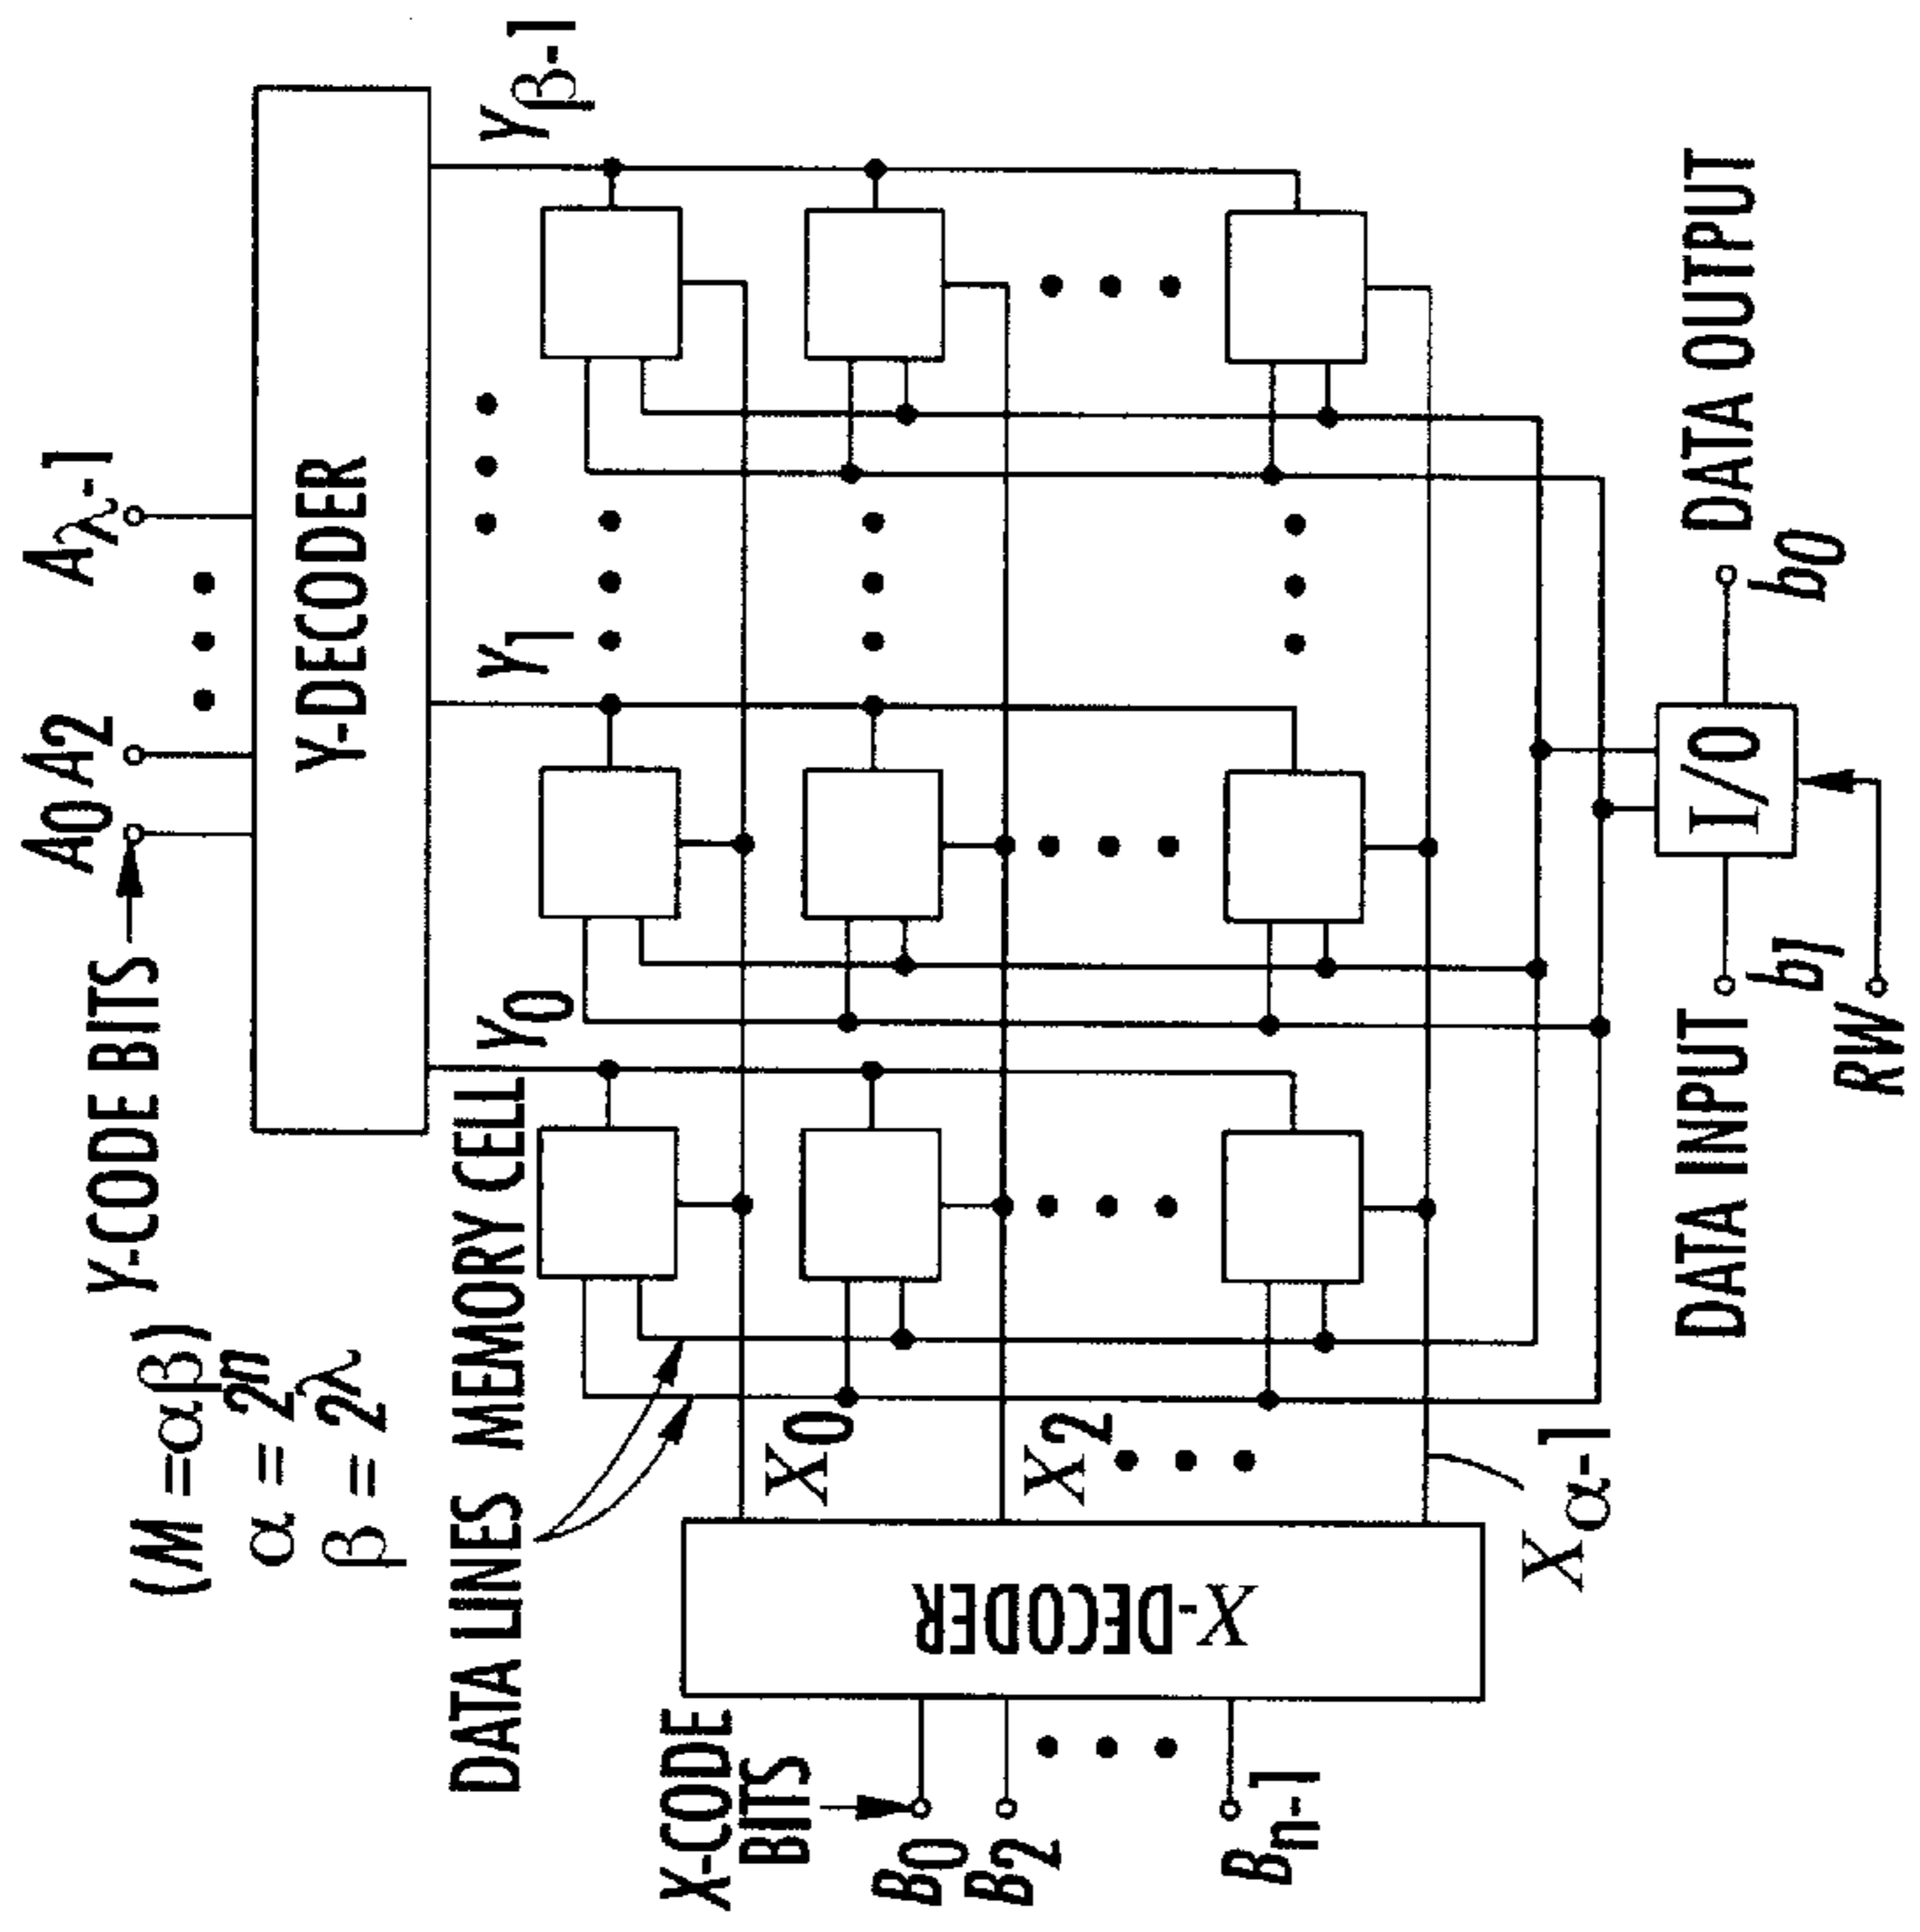 (M = αβ)
α = 2n
β = 2λ
Y-CODE BITS
A0 A2
Aλ-1
Y-DECODER
DATA LINES
MEMORY CELL
Y0
Y1
Yβ-1
X-CODE
BITS
B0
B2
Bn-1
X-DECODER
X0
X2
Xα-1
DATA INPUT
b1
RW
I/O
DATA OUTPUT
b0